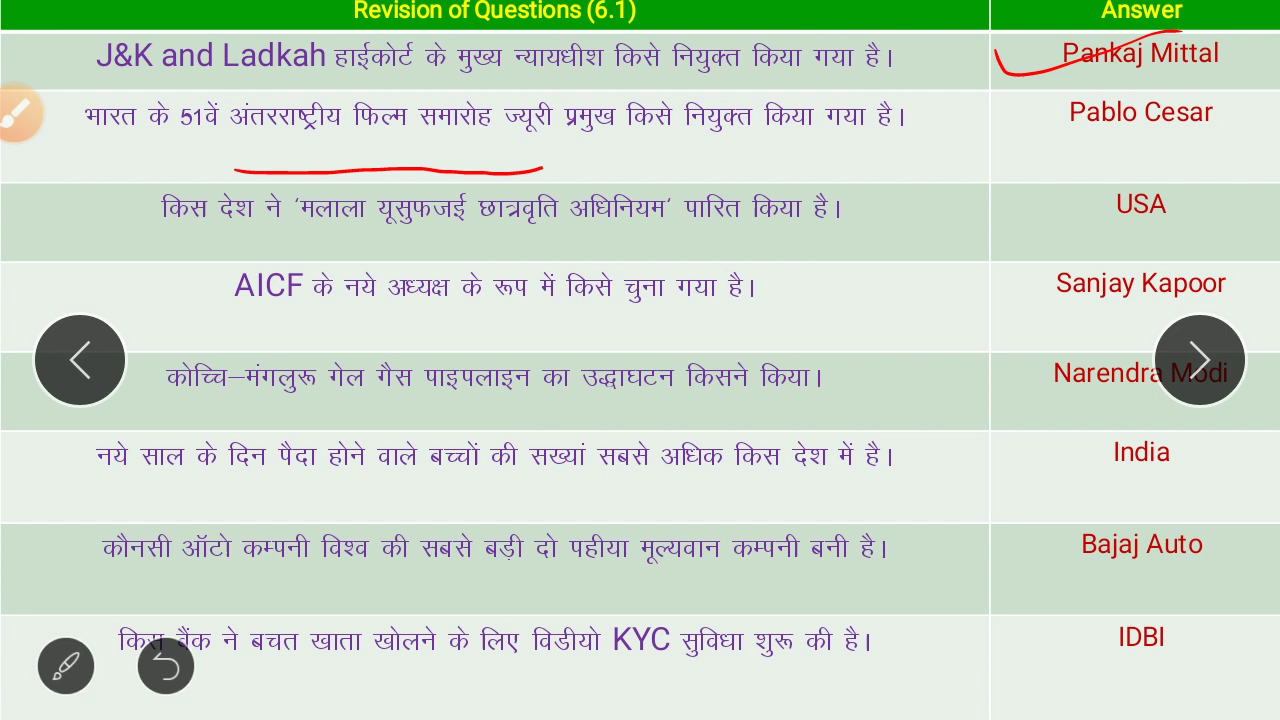 Revision of Questions (6.1) Answer
J&K and Ladkah हाईकोर्ट के मुख्य न्यायधीश किसे नियुक्त किया गया है। Pankaj Mittal
भारत के 51वें अंतरराष्ट्रीय फिल्म समारोह ज्यूरी प्रमुख किसे नियुक्त किया गया है। Pablo Cesar
किस देश ने 'मलाला यूसुफजई छात्रवृति अधिनियम' पारित किया है। USA
AICF के नये अध्यक्ष के रूप में किसे चुना गया है। Sanjay Kapoor
कोच्चि–मंगलुरू गेल गैस पाइपलाइन का उद्घाघटन किसने किया। Narendra Modi
नये साल के दिन पैदा होने वाले बच्चों की सख्यां सबसे अधिक किस देश में है। India
कौनसी ऑटो कम्पनी विश्व की सबसे बड़ी दो पहीया मूल्यवान कम्पनी बनी है। Bajaj Auto
किस बैंक ने बचत खाता खोलने के लिए विडीयो KYC सुविधा शुरू की है। IDBI